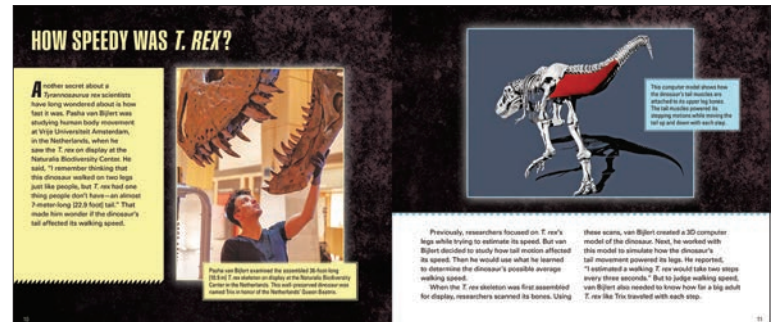 HOW SPEEDY WAS T. REX?
Another secret about a
Tyrannosaurus rex scientists
have long wondered about is how
fast it was. Pasha van Bijlert was
studying human body movement
at Vrije Universiteit Amsterdam,
in the Netherlands, when he
saw the T. rex on display at the
Naturalis Biodiversity Center. He
said, "I remember thinking that
this dinosaur walked on two legs
just like people, but T. rex had one
thing people don't have—an almost
7-meter-long [22.9 foot] tail." That
made him wonder if the dinosaur's
tail affected its walking speed.
Pasha van Bijlert examined the assembled
T. rex skeleton on display at the Naturalis Biodiversity
Center in the Netherlands. This well-preserved dinosaur was
named Trix in honor of the Netherlands' Queen Beatrix.
This computer model shows how
the dinosaur's tail muscles are
attached to its upper leg bones.
The tail muscles powered its
stepping motions while moving the
tail up and down with each step.
Previously, researchers focused on T. rex's
legs while trying to estimate its speed. But van
Bijlert decided to study how tail motion affected
its speed. Then he would use what he learned
to determine the dinosaur's possible average
walking speed.
When the T. rex skeleton was first assembled
for display, researchers scanned its bones. Using
these scans, van Bijlert created a 3D computer
model of the dinosaur. Next, he worked with
this model to simulate how the dinosaur's
tail movement powered its legs. He reported,
"I estimated a walking T. rex would take two steps
every three seconds." But to judge walking speed,
van Bijlert also needed to know how far a big adult
T. rex like Trix traveled with each step.